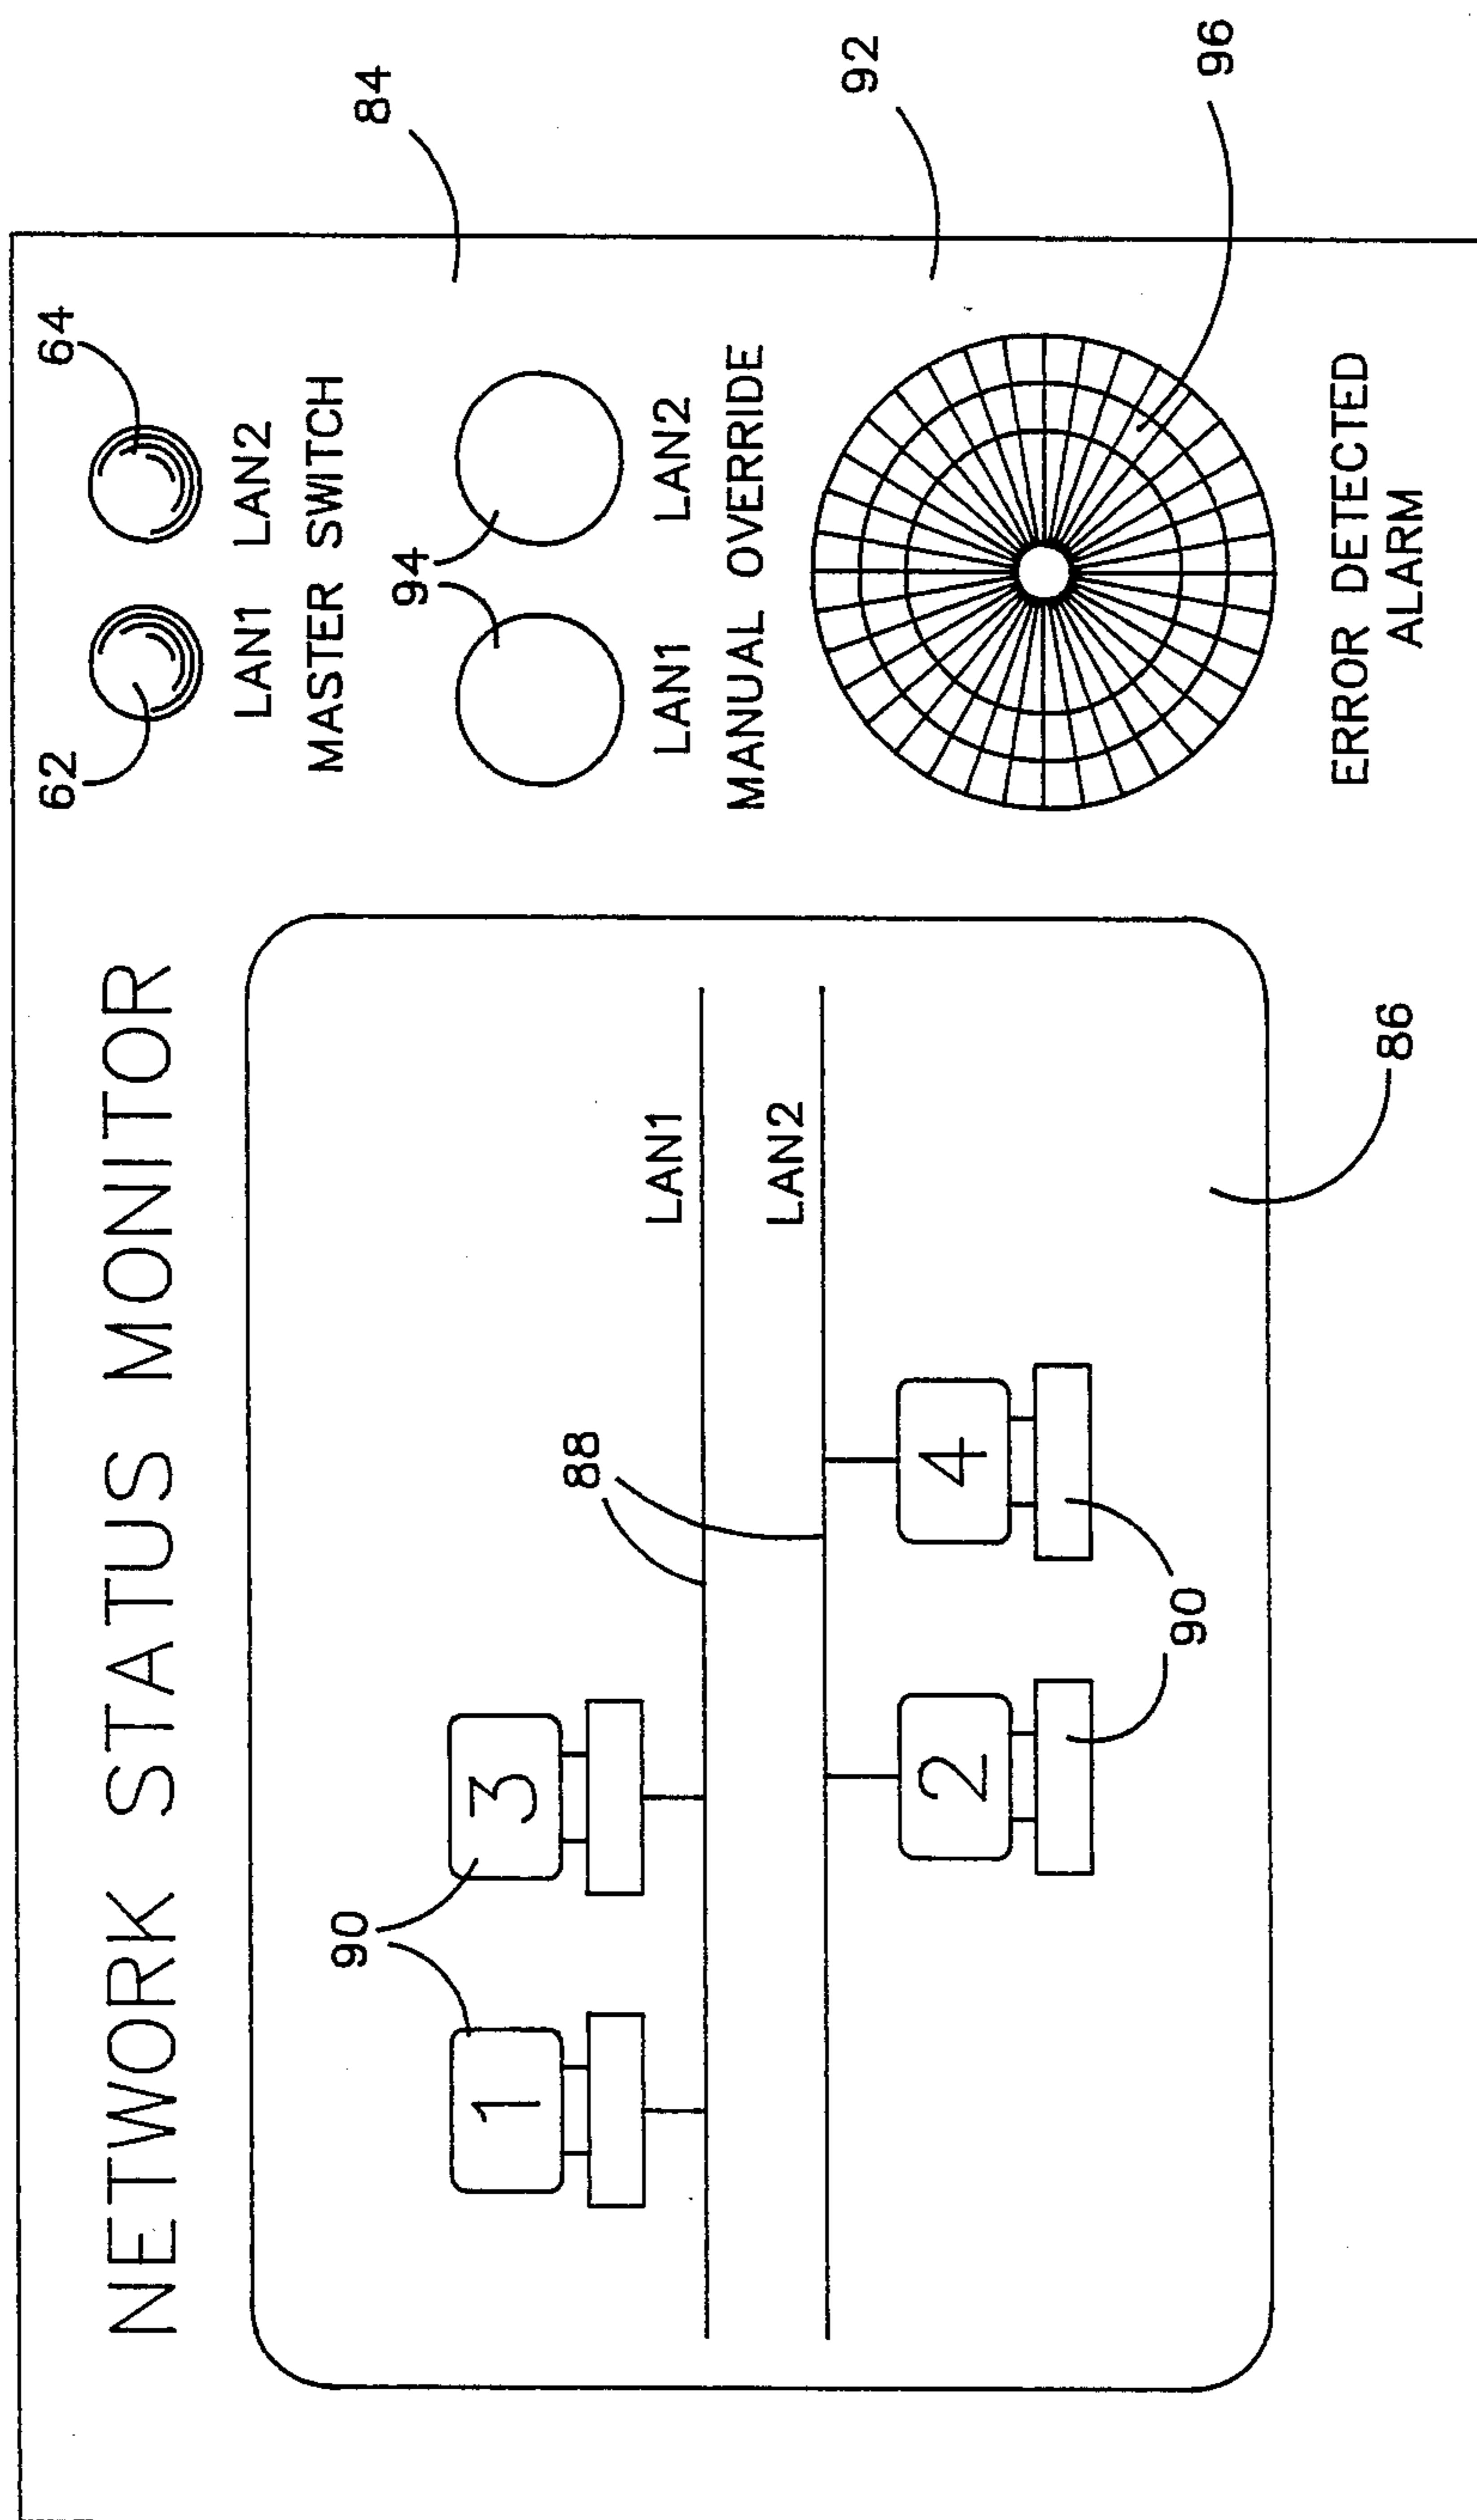 NETWORK STATUS MONITOR
62
64
LAN1 LAN2
MASTER SWITCH
84
94
LAN1 LAN2
MANUAL OVERRIDE
92
96
ERROR DETECTED
ALARM
90
1
3
88
LAN1
LAN2
2
4
90
86